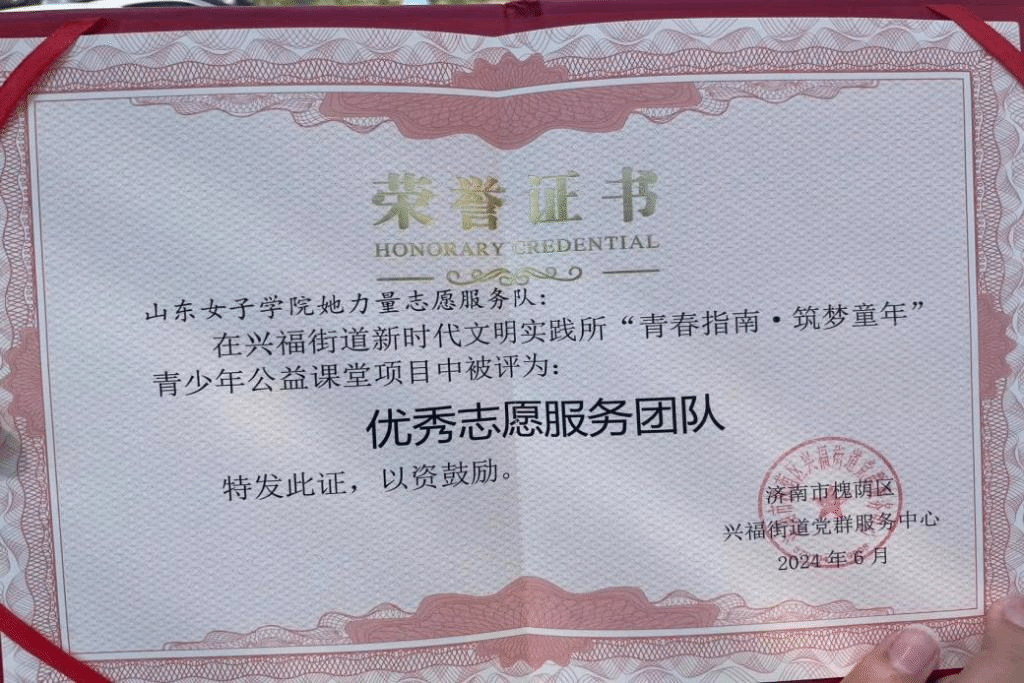 荣誉证书
HONORARY CREDENTIAL
山东女子学院她力量志愿服务队：
在兴福街道新时代文明实践所“青春指南·筑梦童年”
青少年公益课堂项目中被评为：
优秀志愿服务团队
特发此证，以资鼓励。
济南市槐荫区
兴福街道党群服务中心
2024年6月